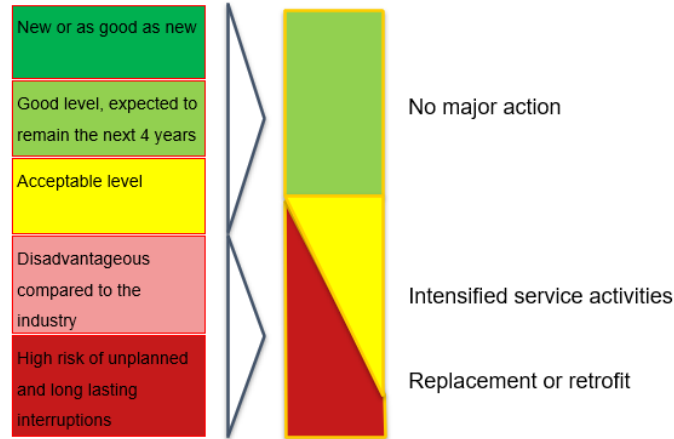 New or as good as new
Good level, expected to
remain the next 4 years
Acceptable level
Disadvantageous
compared to the
industry
High risk of unplanned
and long lasting
interruptions
No major action
Intensified service activities
Replacement or retrofit